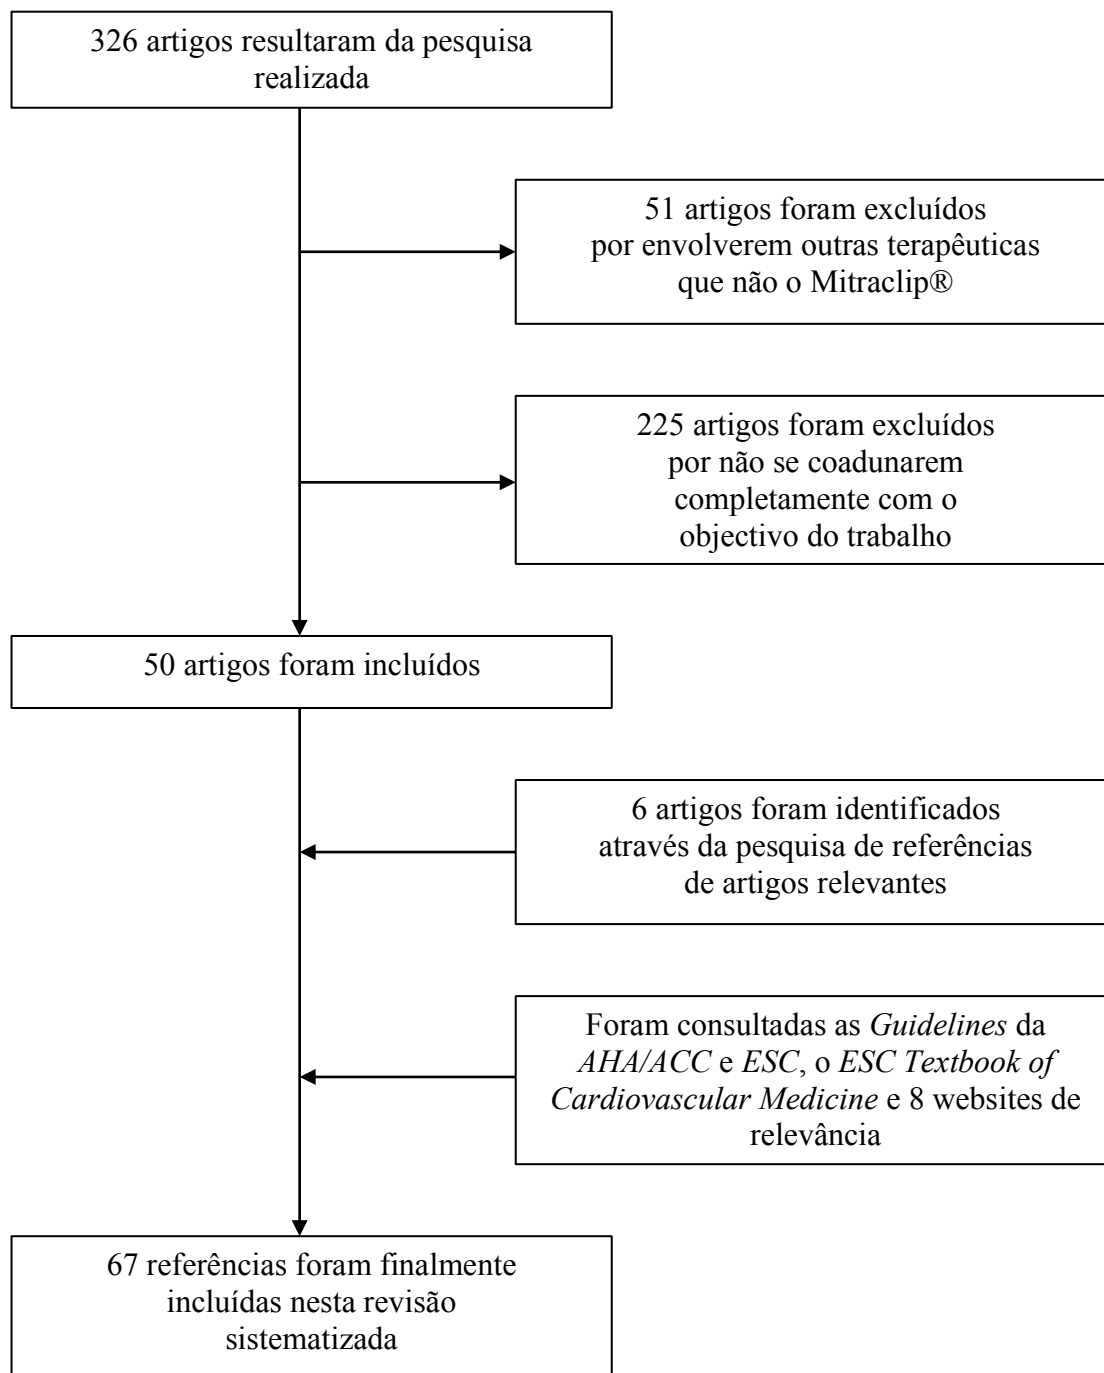 326 artigos resultaram da pesquisa
realizada
51 artigos foram excluídos
por envolverem outras terapêuticas
que não o Mitraclip®
225 artigos foram excluídos
por não se coadunarem
completamente com o
objectivo do trabalho
50 artigos foram incluídos
6 artigos foram identificados
através da pesquisa de referências
de artigos relevantes
Foram consultadas as Guidelines da
AHA/ACC e ESC, o ESC Textbook of
Cardiovascular Medicine e 8 websites de
relevância
67 referências foram finalmente
incluídas nesta revisão
sistematizada